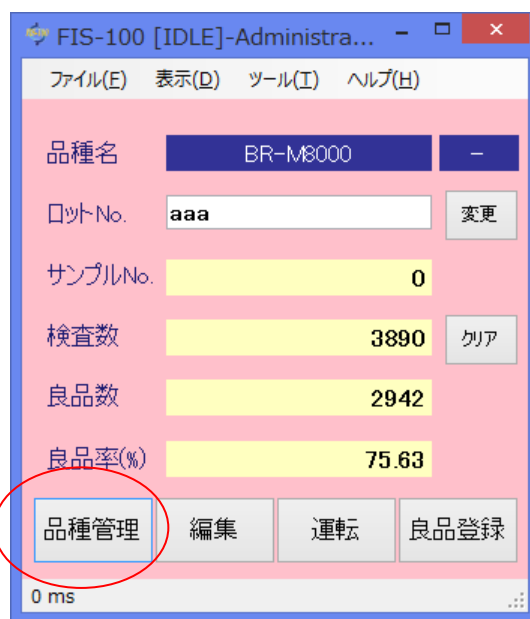 FIS-100 [IDLE]-Administra...
ファイル(F) 表示(D) ツール(T) ヘルプ(H)
品種名 BR-M8000 －
ロットNo. aaa 変更
サンプルNo. 0
検査数 3890 クリア
良品数 2942
良品率(%) 75.63
品種管理 編集 運転 良品登録
0 ms